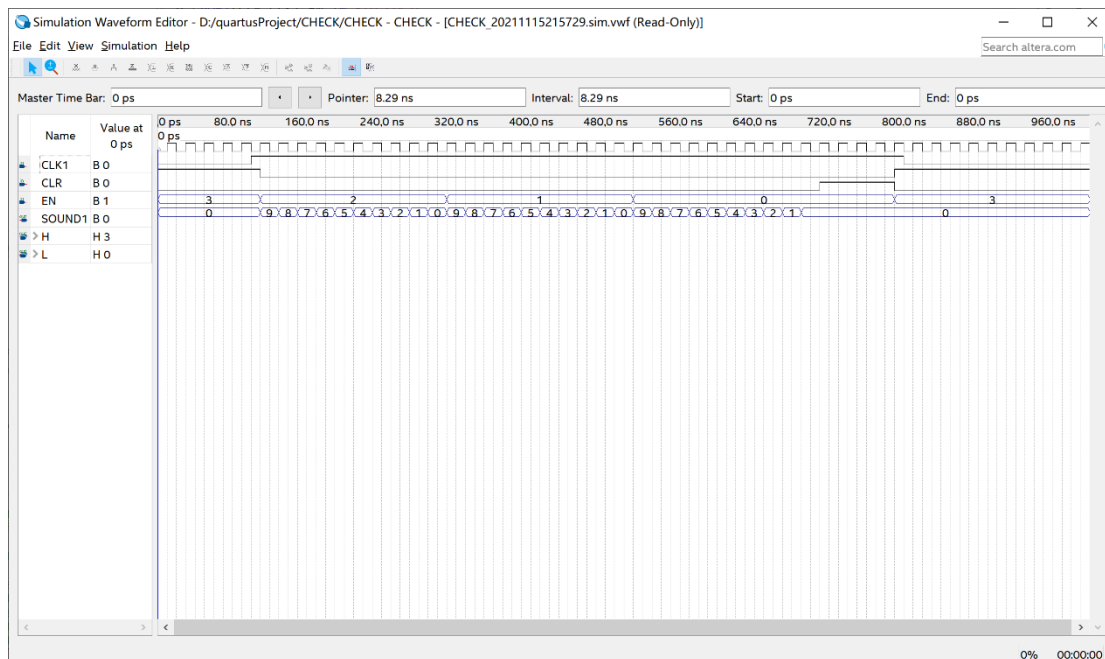 Simulation Waveform Editor - D:/quartusProject/CHECK/CHECK - CHECK - [CHECK_20211115215729.sim.vwf (Read-Only)]
File Edit View Simulation Help
Search altera.com
Master Time Bar: 0 ps Pointer: 8.29 ns Interval: 8.29 ns Start: 0 ps End: 0 ps
Name Value at 0 ps
0 ps 80.0 ns 160.0 ns 240.0 ns 320.0 ns 400.0 ns 480.0 ns 560.0 ns 640.0 ns 720.0 ns 800.0 ns 880.0 ns 960.0 ns
0 ps
CLK1 B 0
CLR B 0
EN B 1
3 2 1 0 3
SOUND1 B 0
0 9 8 7 6 5 4 3 2 1 0 9 8 7 6 5 4 3 2 1 0 9 8 7 6 5 4 3 2 1 0
> H H 3
> L H 0
0% 00:00:00